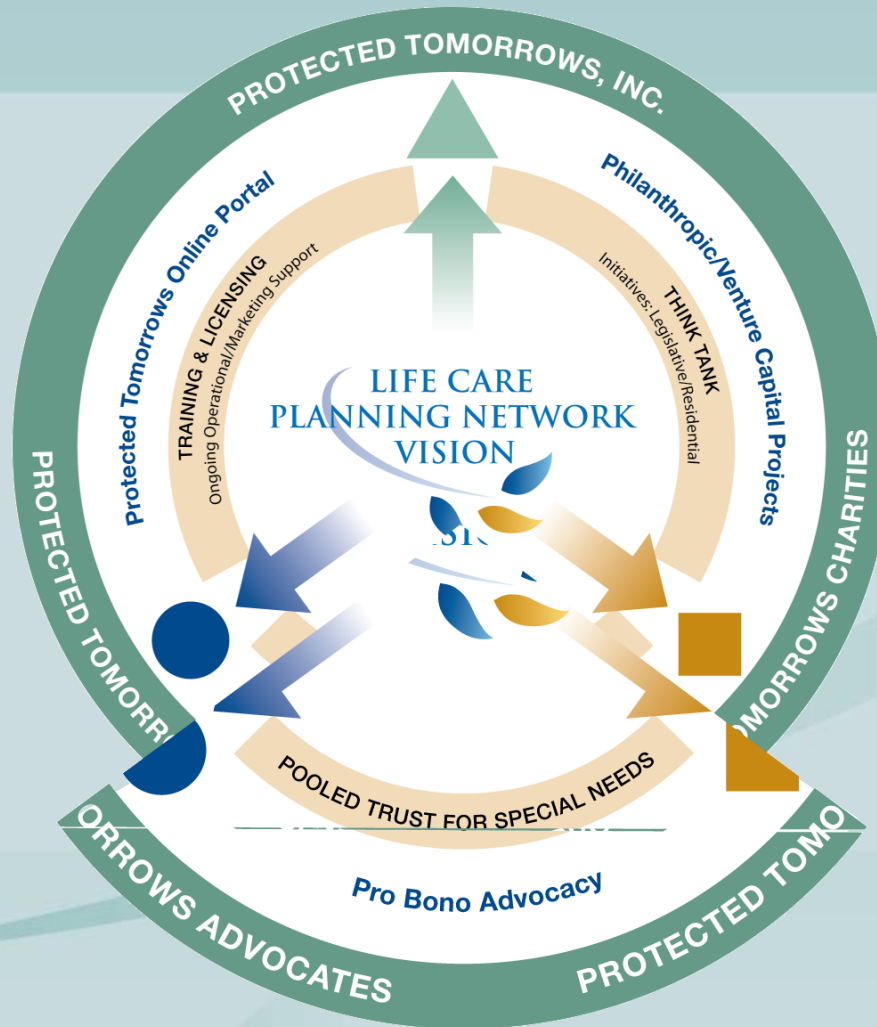 PROTECTED TOMORROWS, INC.
Protected Tomorrows Online Portal
Philanthropic/Venture Capital Projects
TRAINING & LICENSING
Ongoing Operational/Marketing Support
THINK TANK
Initiatives: Legislative/Residential
LIFE CARE
PLANNING NETWORK
VISION
PROTECTED TOMORR
TOMORROWS CHARITIES
POOLED TRUST FOR SPECIAL NEEDS
Pro Bono Advocacy
ORROWS ADVOCATES
PROTECTED TOMO